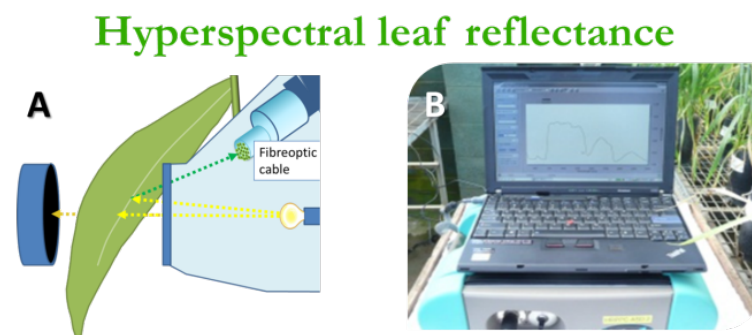 Hyperspectral leaf reflectance
A
B
Fibreoptic
cable